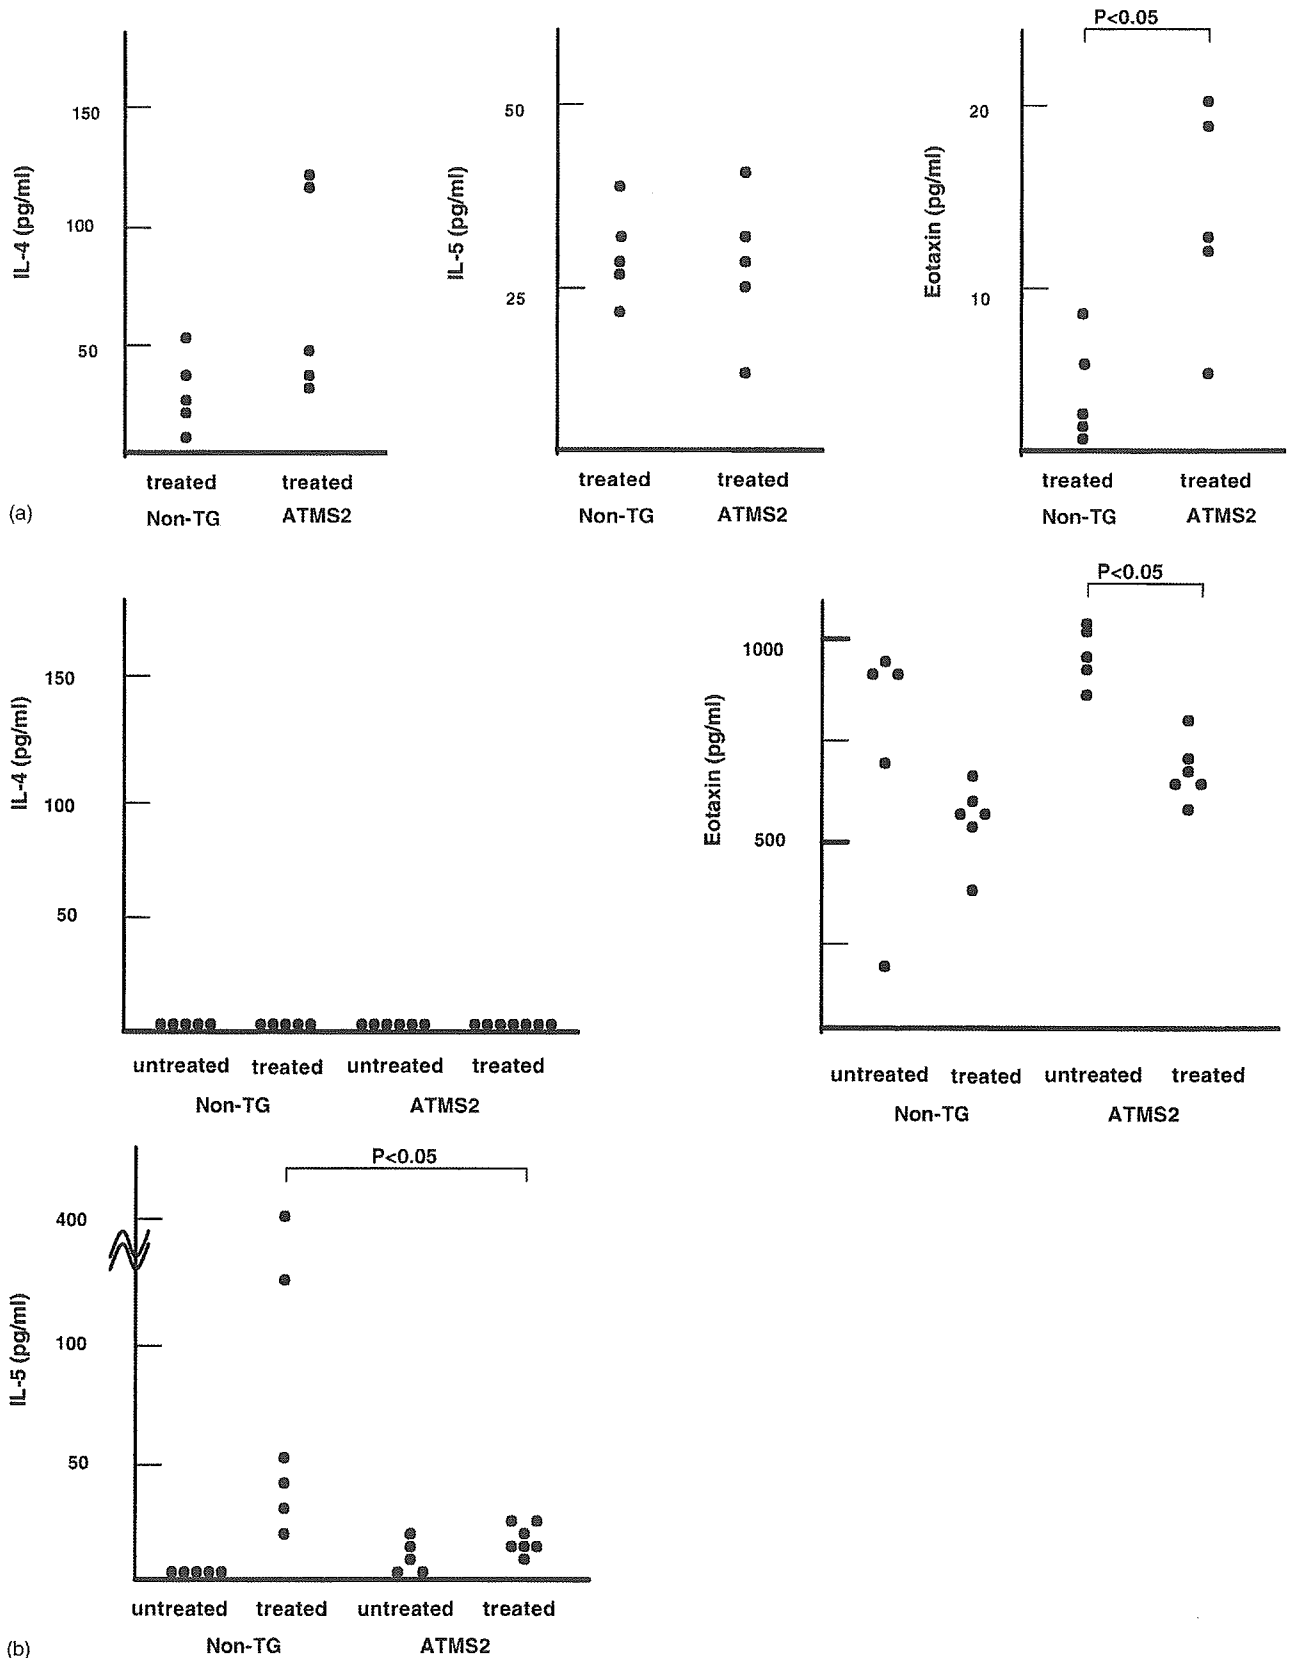 P<0.05
150
100
50
IL-4 (pg/ml)
treated
treated
Non-TG
ATMS2
50
25
IL-5 (pg/ml)
treated
treated
Non-TG
ATMS2
20
10
Eotaxin (pg/ml)
treated
treated
Non-TG
ATMS2
(a)
150
100
50
IL-4 (pg/ml)
untreated
treated
untreated
treated
Non-TG
ATMS2
P<0.05
1000
500
Eotaxin (pg/ml)
untreated
treated
untreated
treated
Non-TG
ATMS2
P<0.05
400
100
50
IL-5 (pg/ml)
untreated
treated
untreated
treated
Non-TG
ATMS2
(b)